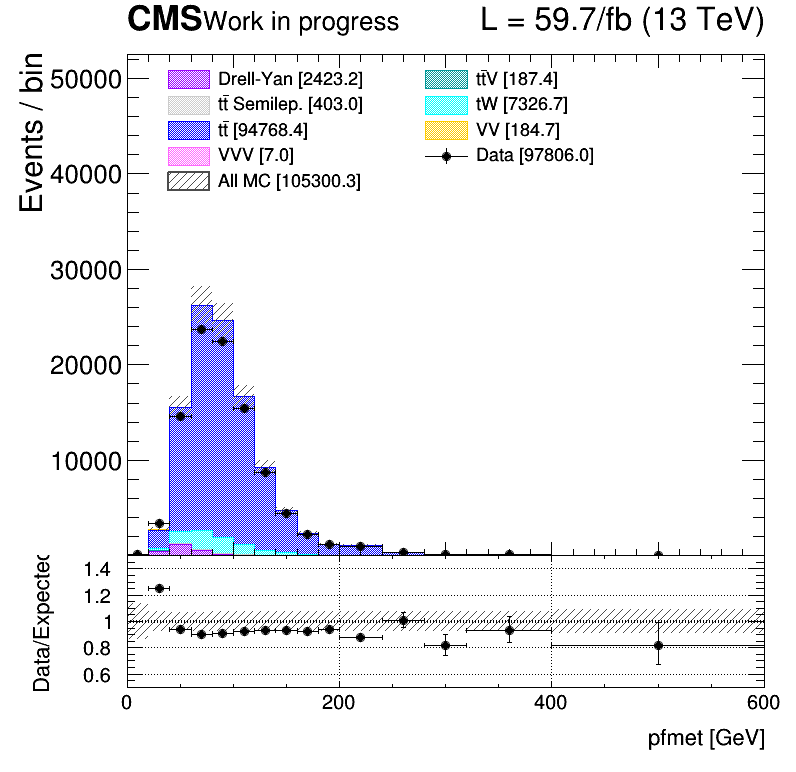 CMS Work in progress L = 59.7/fb (13 TeV)
Events / bin
50000
40000
30000
20000
10000
Drell-Yan [2423.2]
tt̄ Semilep. [403.0]
tt̄ [94768.4]
VVV [7.0]
All MC [105300.3]
tt̄V [187.4]
tW [7326.7]
VV [184.7]
Data [97806.0]
Data/Expected
1.4
1.2
1
0.8
0.6
0 200 400 600
pfmet [GeV]